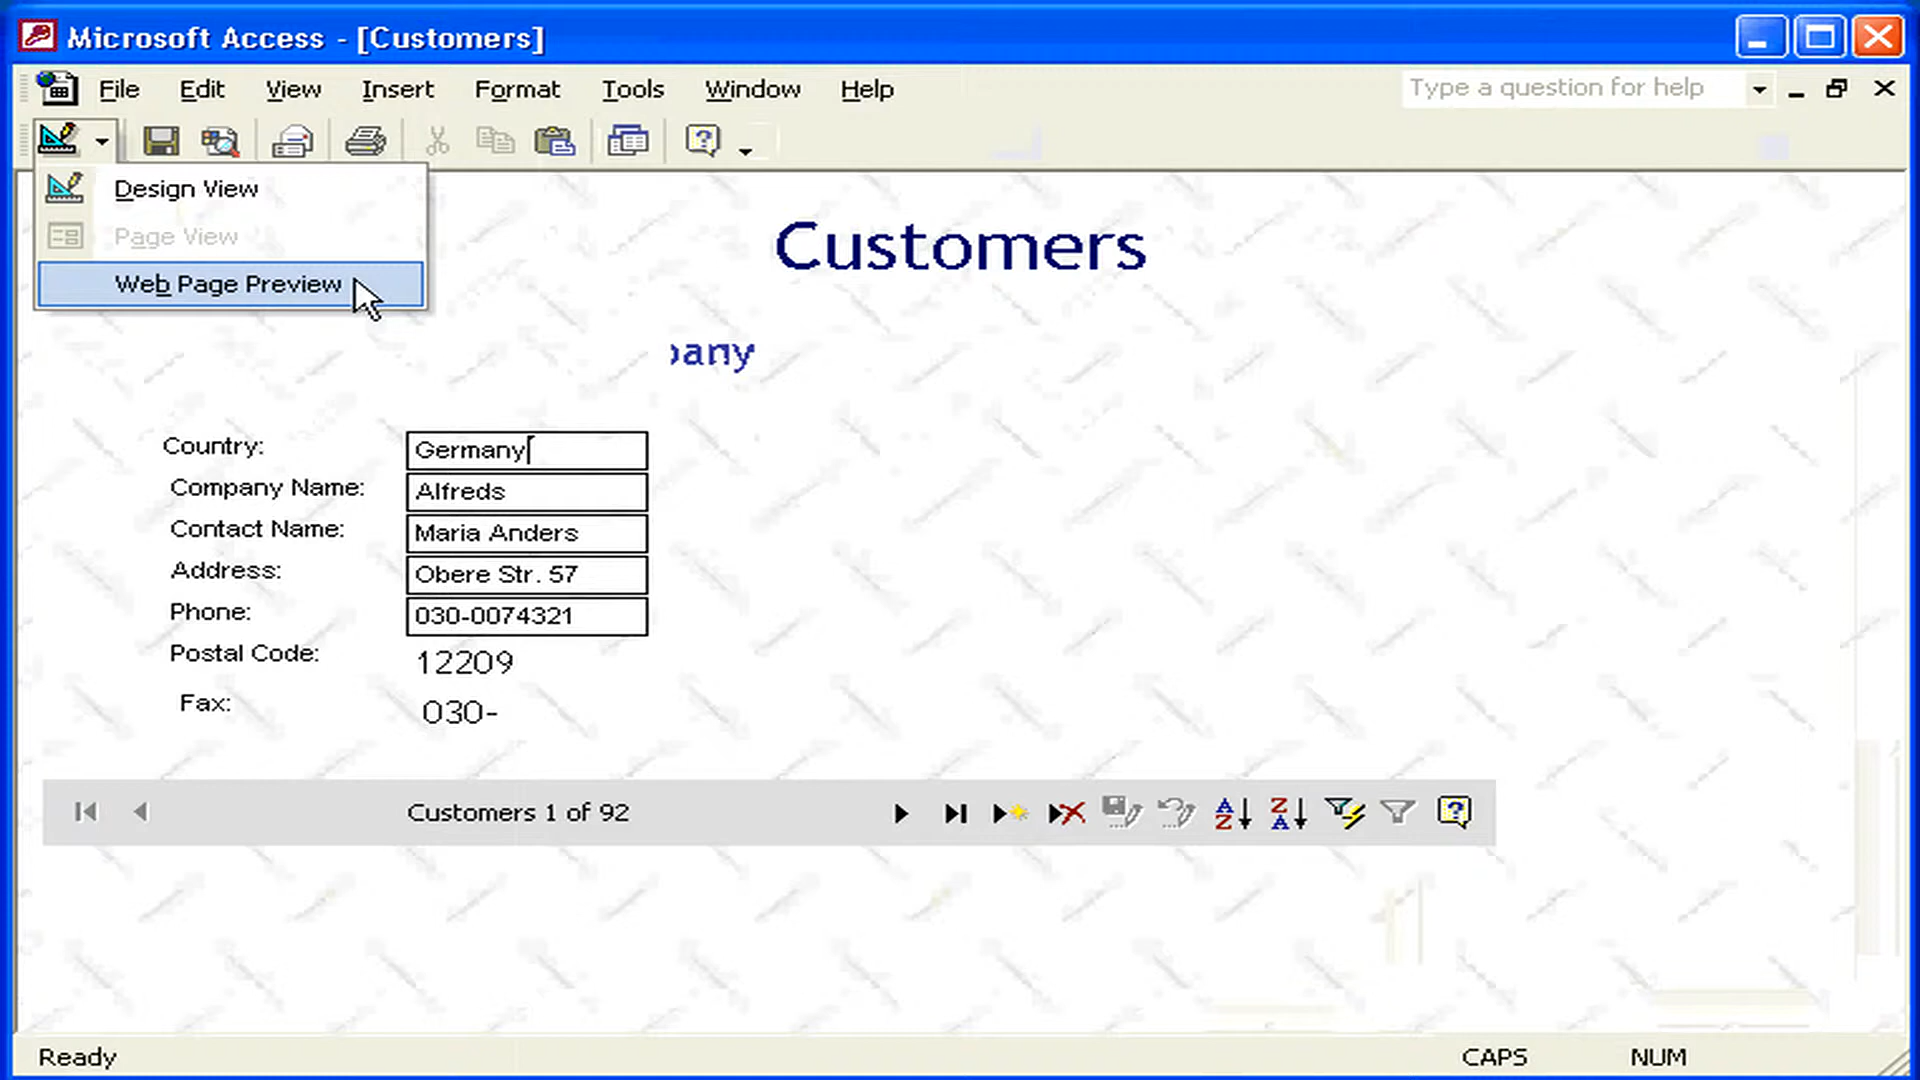 Microsoft Access - [Customers]
File Edit View Insert Format Tools Window Help Type a question for help
Design View
Page View
Web Page Preview
Customers
pany
Country: Germany
Company Name: Alfreds
Contact Name: Maria Anders
Address: Obere Str. 57
Phone: 030-0074321
Postal Code: 12209
Fax: 030-
Customers 1 of 92
Ready CAPS NUM